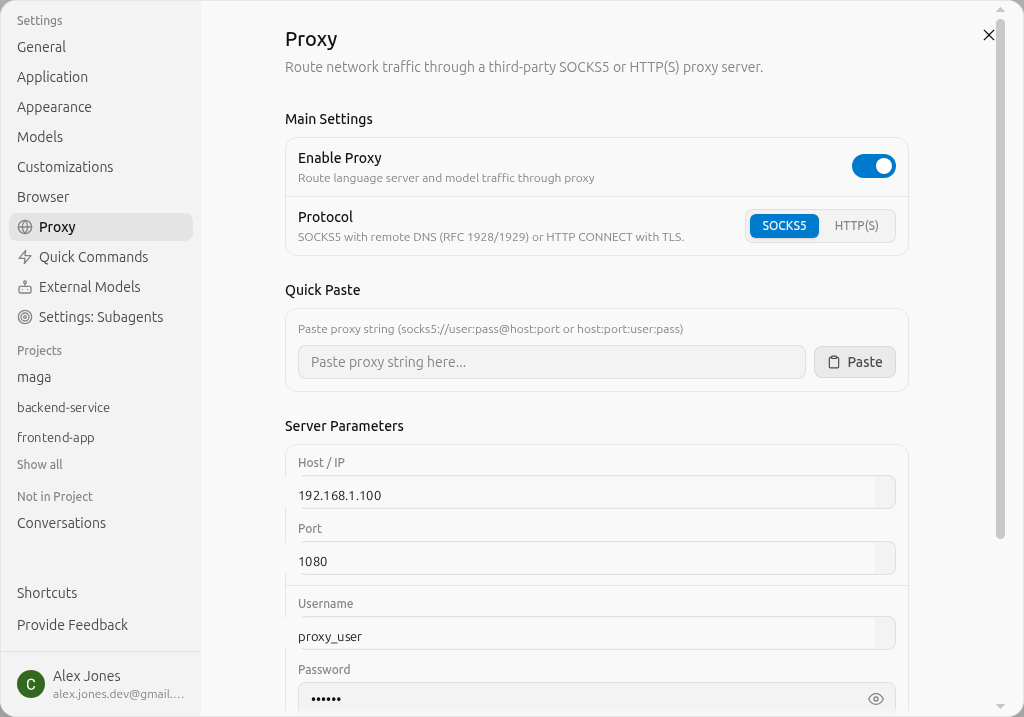 Settings
General
Application
Appearance
Models
Customizations
Browser
Proxy
Quick Commands
External Models
Settings: Subagents
Projects
maga
backend-service
frontend-app
Show all
Not in Project
Conversations
Shortcuts
Provide Feedback
C
Alex Jones
alex.jones.dev@gmail....
Proxy
Route network traffic through a third-party SOCKS5 or HTTP(S) proxy server.
Main Settings
Enable Proxy
Route language server and model traffic through proxy
Protocol
SOCKS5 with remote DNS (RFC 1928/1929) or HTTP CONNECT with TLS.
SOCKS5 HTTP(S)
Quick Paste
Paste proxy string (socks5://user:pass@host:port or host:port:user:pass)
Paste proxy string here...
Paste
Server Parameters
Host / IP
192.168.1.100
Port
1080
Username
proxy_user
Password
••••••